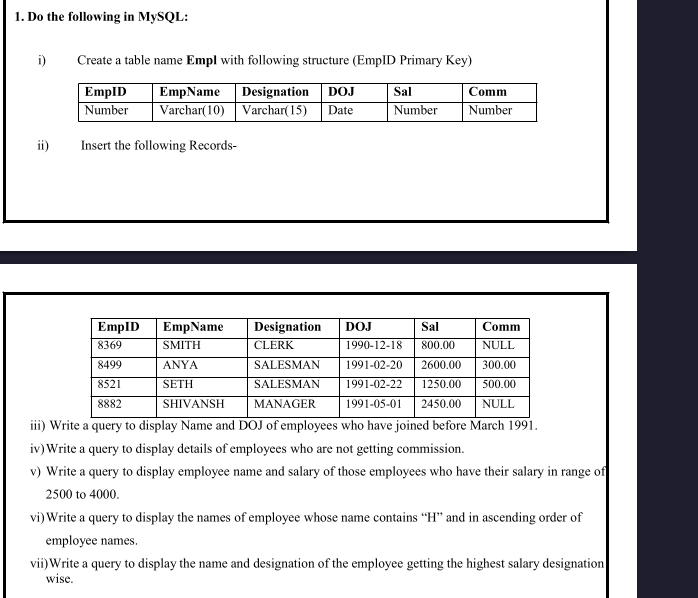 1. Do the following in MySQL:
i) Create a table name Empl with following structure (EmpID Primary Key)
EmpID EmpName Designation DOJ Sal Comm
Number Varchar(10) Varchar(15) Date Number Number
ii) Insert the following Records-
EmpID EmpName Designation DOJ Sal Comm
8369 SMITH CLERK 1990-12-18 800.00 NULL
8499 ANYA SALESMAN 1991-02-20 2600.00 300.00
8521 SETH SALESMAN 1991-02-22 1250.00 500.00
8882 SHIVANSH MANAGER 1991-05-01 2450.00 NULL
iii) Write a query to display Name and DOJ of employees who have joined before March 1991.
iv)Write a query to display details of employees who are not getting commission.
v) Write a query to display employee name and salary of those employees who have their salary in range of
2500 to 4000.
vi)Write a query to display the names of employee whose name contains “H” and in ascending order of
employee names.
vii)Write a query to display the name and designation of the employee getting the highest salary designation
wise.